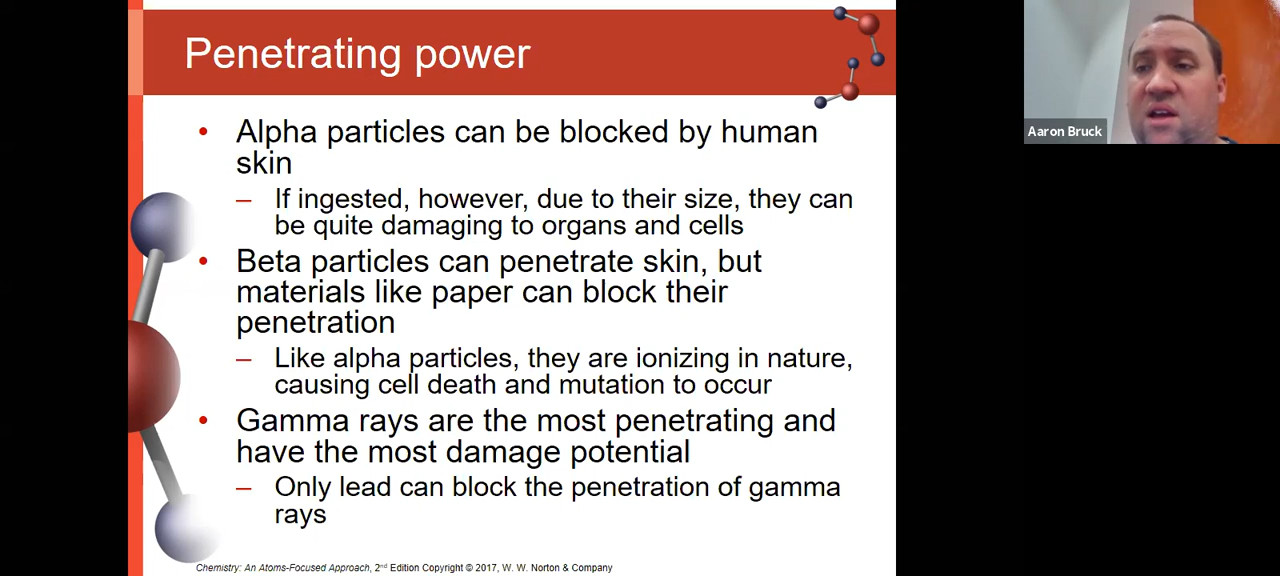 Penetrating power
Aaron Bruck
• Alpha particles can be blocked by human
skin
– If ingested, however, due to their size, they can
be quite damaging to organs and cells
• Beta particles can penetrate skin, but
materials like paper can block their
penetration
– Like alpha particles, they are ionizing in nature,
causing cell death and mutation to occur
• Gamma rays are the most penetrating and
have the most damage potential
– Only lead can block the penetration of gamma
rays
Chemistry: An Atoms-Focused Approach, 2nd Edition Copyright © 2017, W. W. Norton & Company